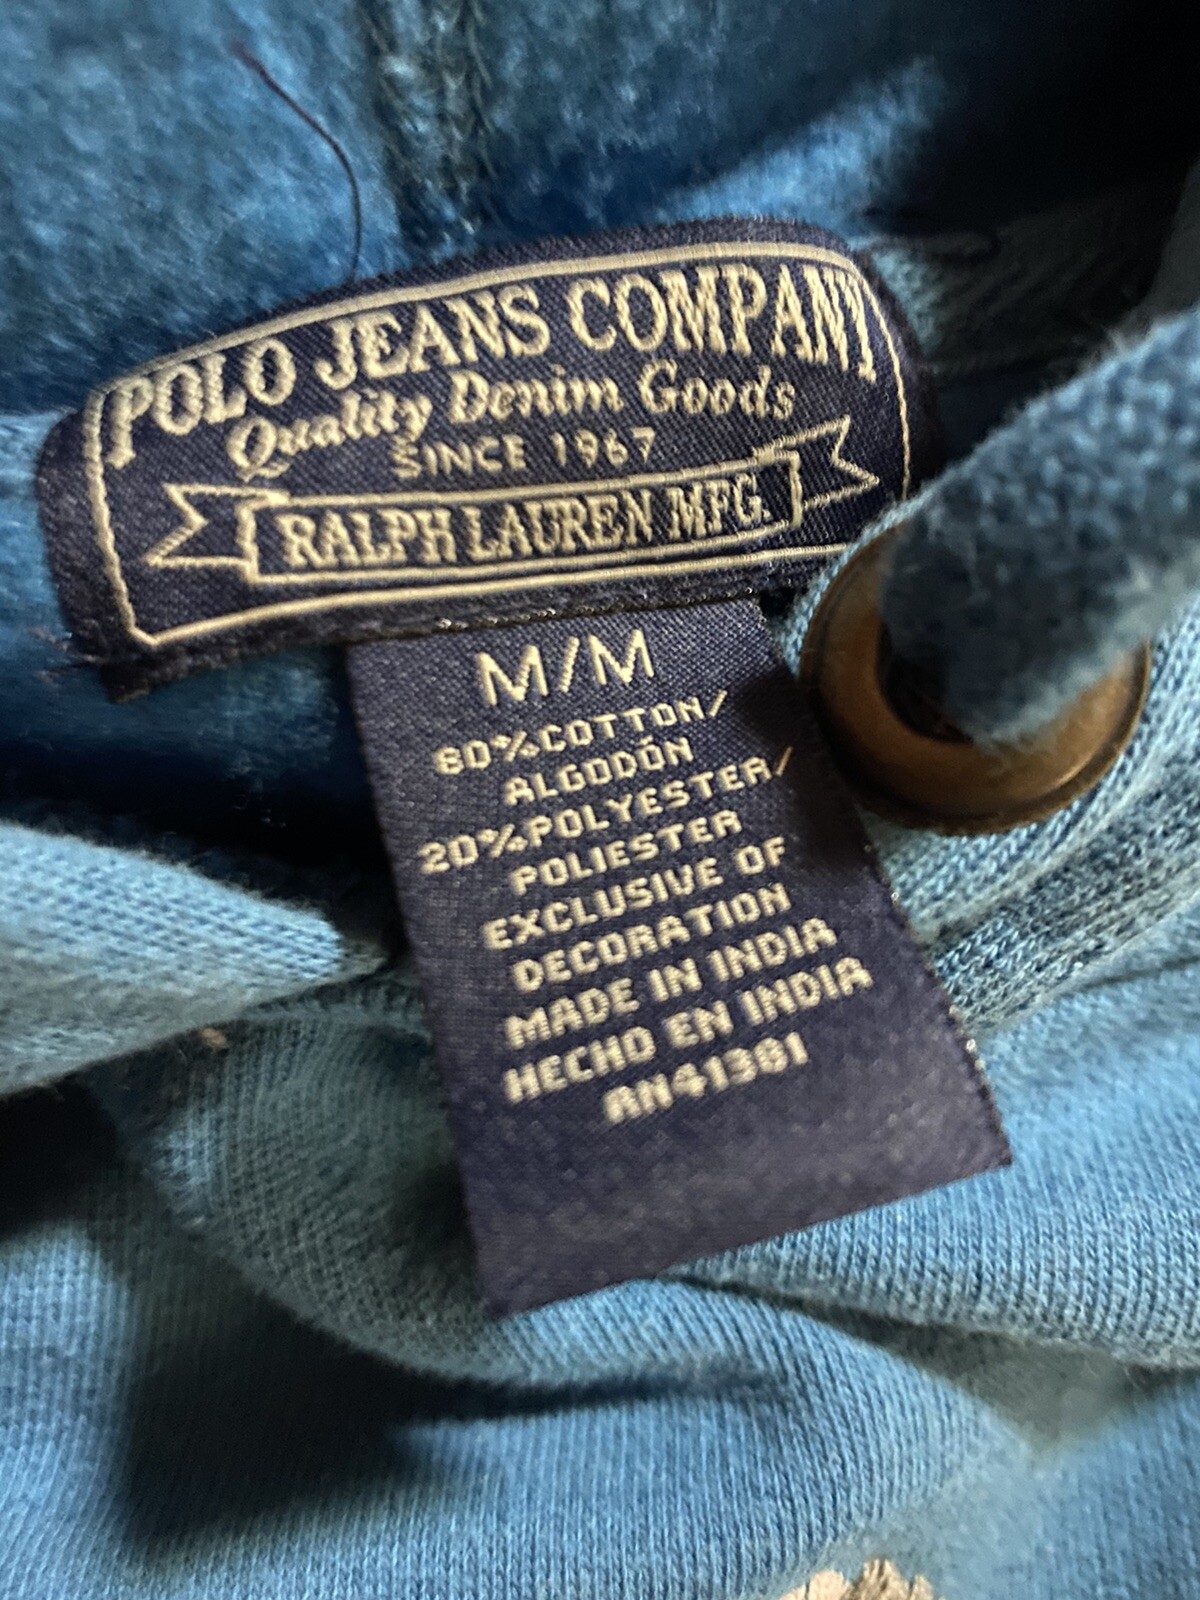 POLO JEANS COMPANY
Quality Denim Goods
SINCE 1967
RALPH LAUREN MFG.
M/M
80%COTTON/
ALGODÓN
20%POLYESTER/
POLIESTER
EXCLUSIVE OF
DECORATION
MADE IN INDIA
HECHO EN INDIA
RN41381